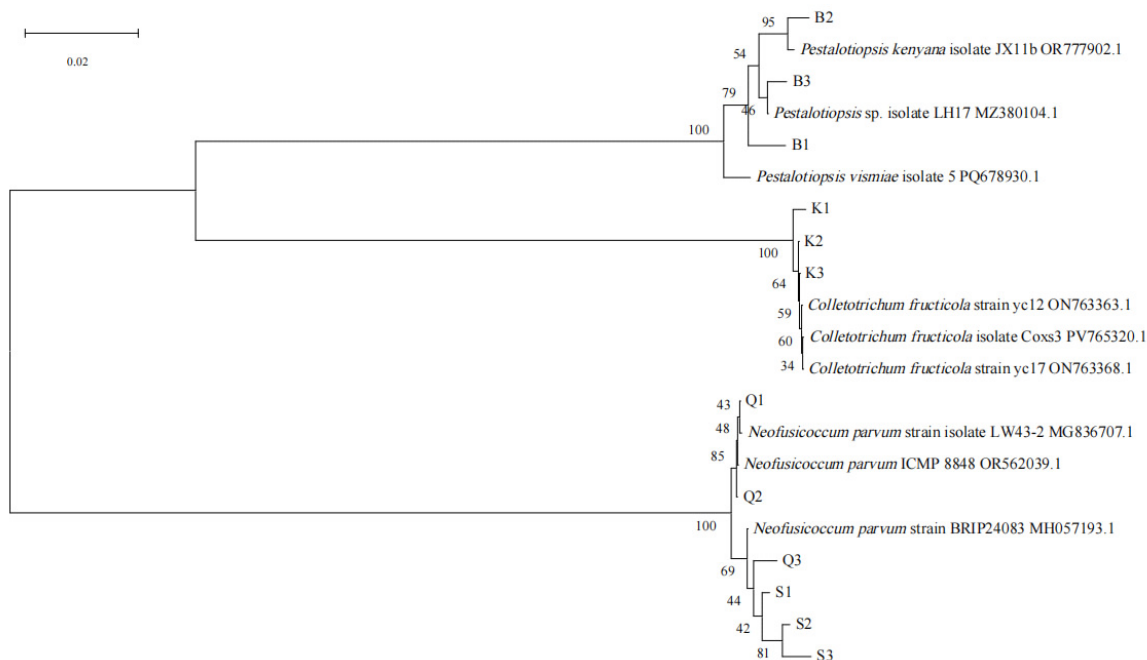 95
B2
0.02
54
Pestalotiopsis kenyana isolate JX11b OR777902.1
B3
79
46
Pestalotiopsis sp. isolate LH17 MZ380104.1
100
B1
Pestalotiopsis vismiae isolate 5 PQ678930.1
K1
K2
100
K3
64
Colletotrichum fructicola strain yc12 ON763363.1
59
Colletotrichum fructicola isolate Coxs3 PV765320.1
60
34
Colletotrichum fructicola strain yc17 ON763368.1
43
Q1
48
Neofusicoccum parvum strain isolate LW43-2 MG836707.1
85
Neofusicoccum parvum ICMP 8848 OR562039.1
Q2
100
Neofusicoccum parvum strain BRIP24083 MH057193.1
Q3
69
S1
44
S2
42
81
S3